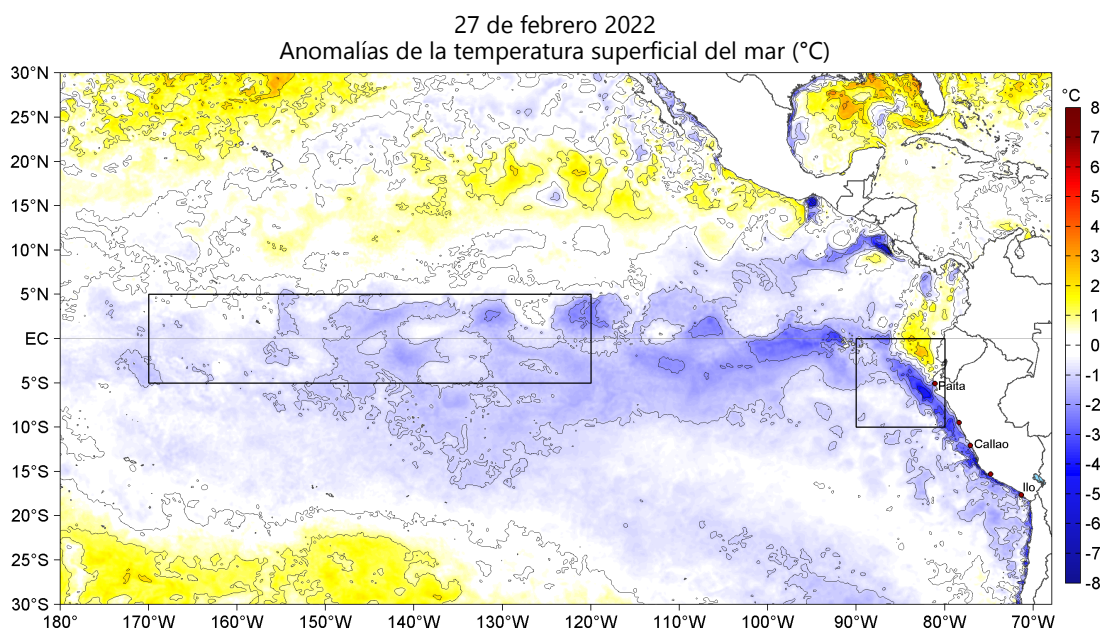 27 de febrero 2022
Anomalías de la temperatura superficial del mar (°C)
30°N
25°N
20°N
15°N
10°N
5°N
EC
5°S
10°S
15°S
20°S
25°S
30°S
180
170°W
160°W
150°W
140°W
130°W
120°W
110°W
100°W
90°W
80°W
70°W
Paita
Callao
Ilo
°C
8
7
6
5
4
3
2
1
0
-1
-2
-3
-4
-5
-6
-7
-8